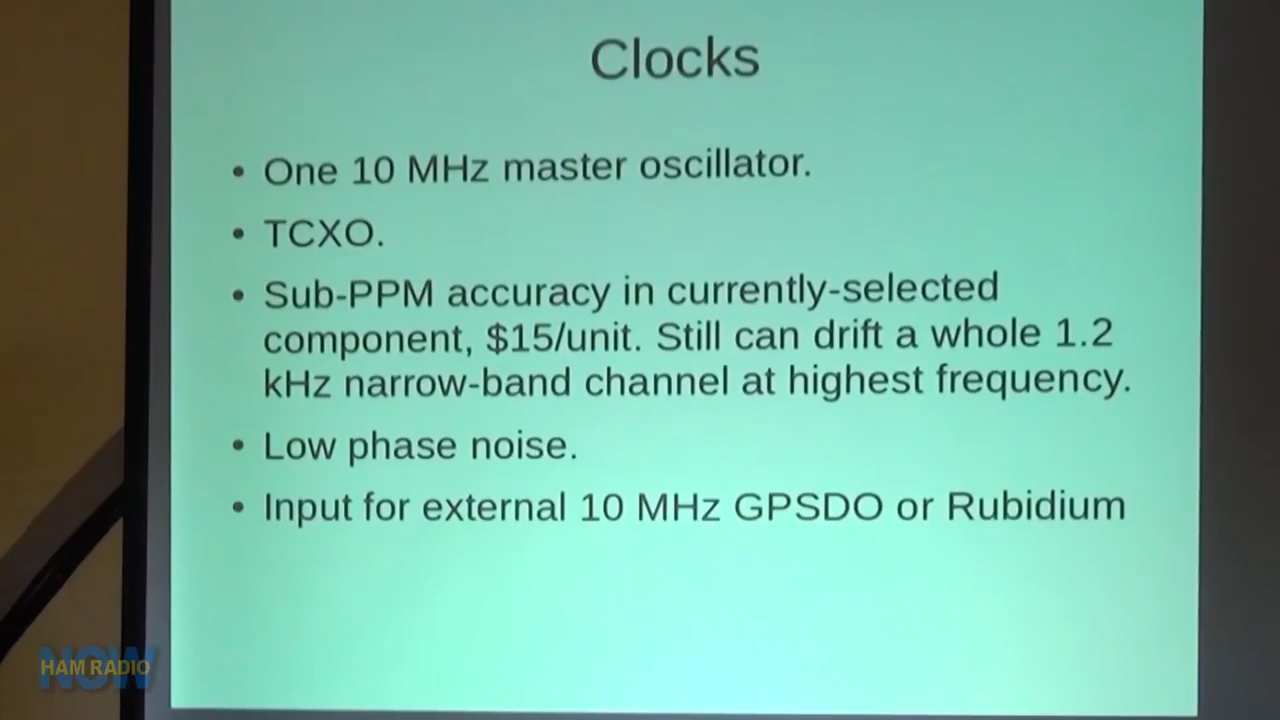 Clocks
• One 10 MHz master oscillator.
• TCXO.
• Sub-PPM accuracy in currently-selected
component, $15/unit. Still can drift a whole 1.2
kHz narrow-band channel at highest frequency.
• Low phase noise.
• Input for external 10 MHz GPSDO or Rubidium
HAM RADIO
NOW